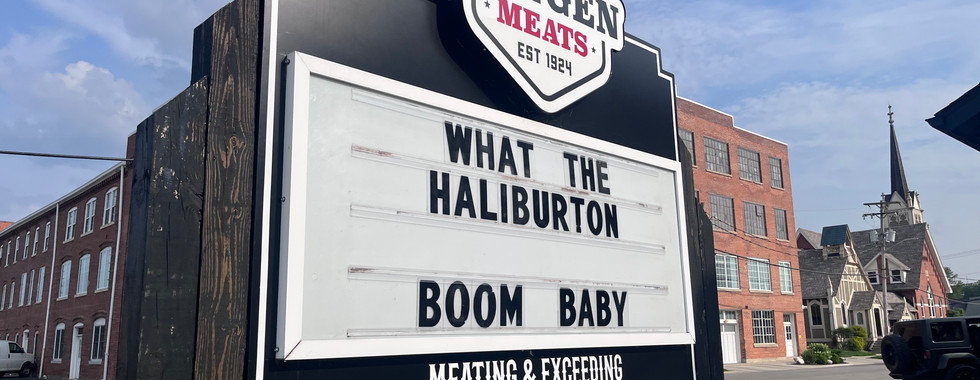 MEATS
EST 1924
WHAT THE
HALIBURTON
BOOM BABY
MEATING & EXCEEDING